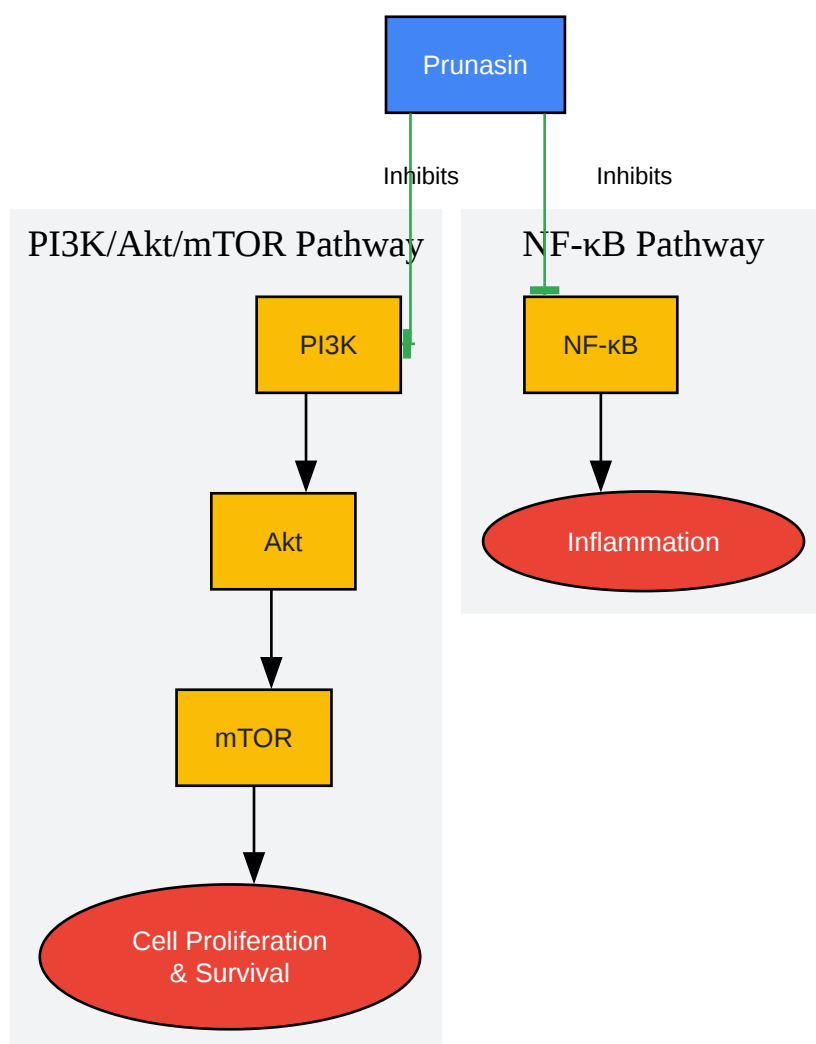 Prunasin
Inhibits
Inhibits
PI3K/Akt/mTOR Pathway
NF-κB Pathway
PI3K
NF-κB
Akt
Inflammation
mTOR
Cell Proliferation
& Survival